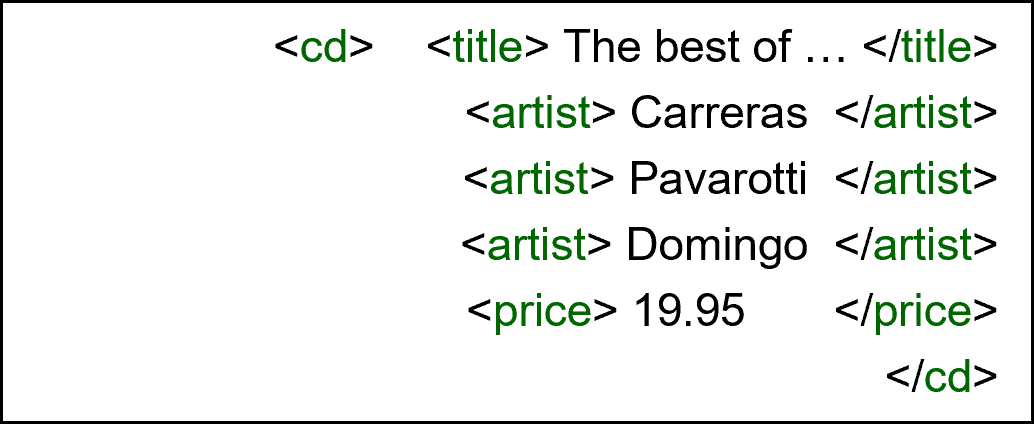 <cd> <title> The best of … </title>
<artist> Carreras </artist>
<artist> Pavarotti </artist>
<artist> Domingo </artist>
<price> 19.95 </price>
</cd>